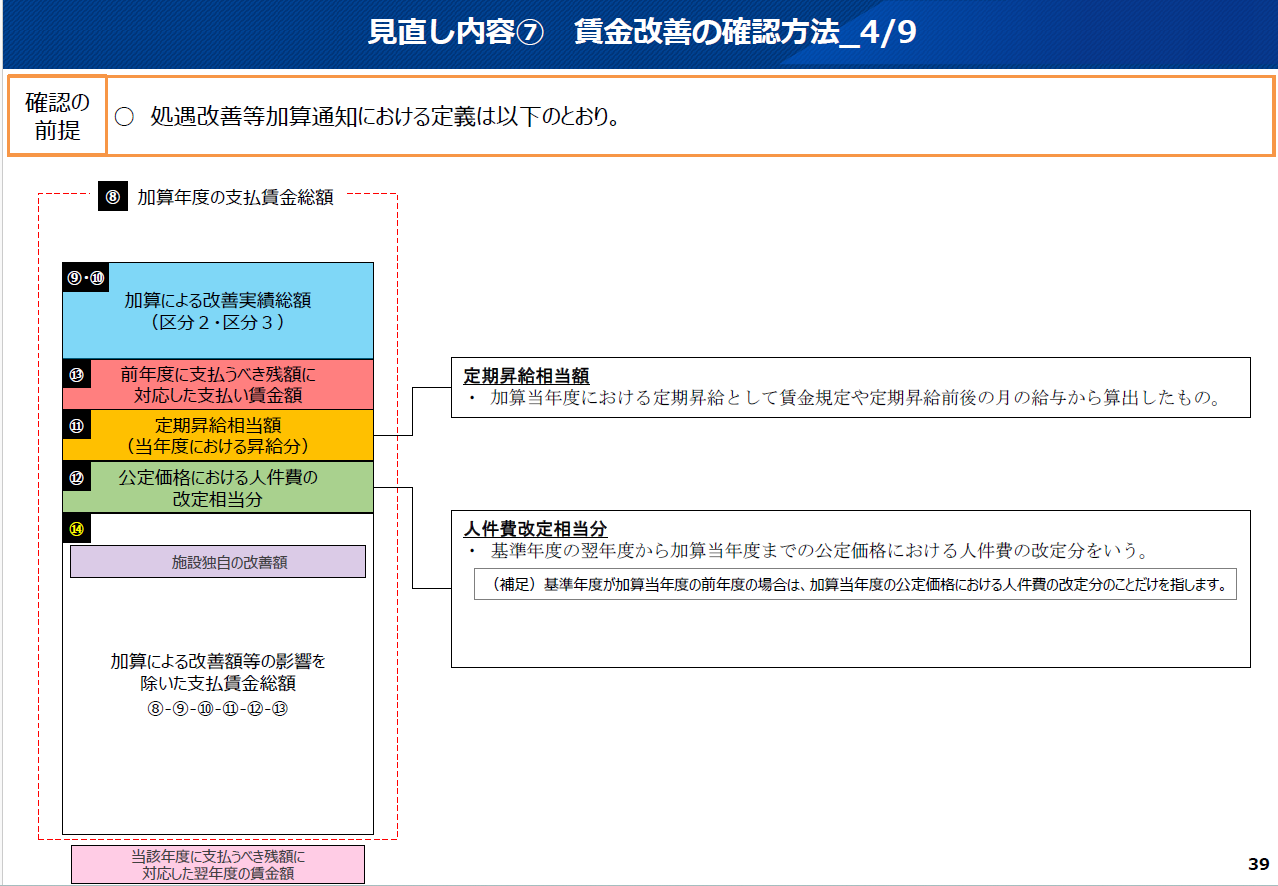 見直し内容⑦　賃金改善の確認方法_4/9
確認の
前提
○　処遇改善等加算通知における定義は以下のとおり。
⑧　加算年度の支払賃金総額
⑨・⑩
加算による改善実績総額
（区分２・区分３）
⑬
前年度に支払うべき残額に
対応した支払い賃金額
⑪
定期昇給相当額
（当年度における昇給分）
⑫
公定価格における人件費の
改定相当分
⑭
施設独自の改善額
加算による改善額等の影響を
除いた支払賃金総額
⑧-⑨-⑩-⑪-⑫-⑬
当該年度に支払うべき残額に
対応した翌年度の賃金額
定期昇給相当額
・　加算当年度における定期昇給として賃金規定や定期昇給前後の月の給与から算出したもの。
人件費改定相当分
・　基準年度の翌年度から加算当年度までの公定価格における人件費の改定分をいう。
（補足）基準年度が加算当年度の前年度の場合は、加算当年度の公定価格における人件費の改定分のことだけを指します。
39